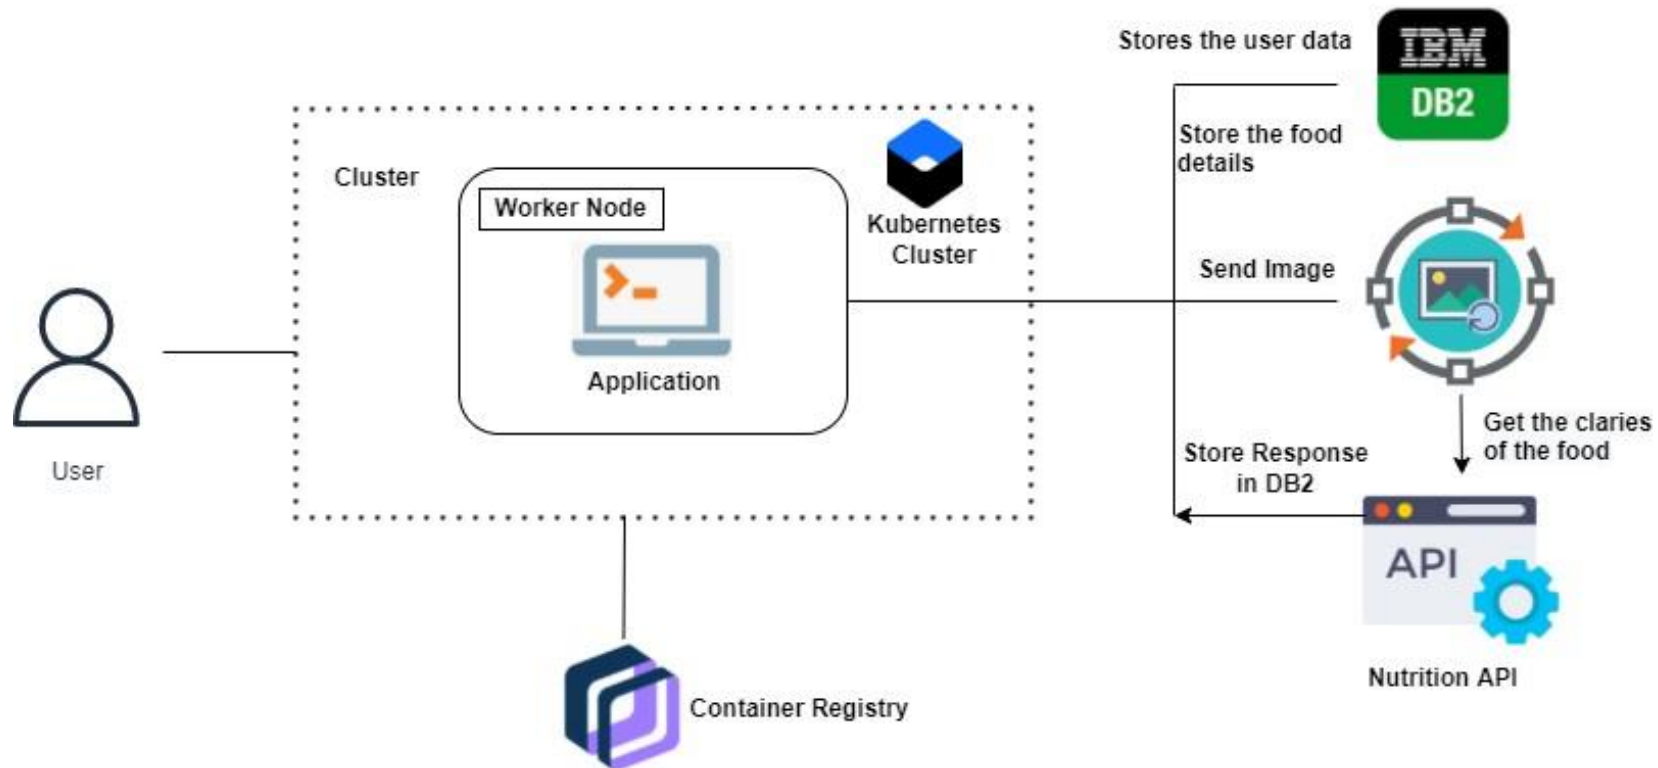 Stores the user data
IBM
DB2
Store the food
details
Cluster
Worker Node
Kubernetes
Cluster
Application
Send Image
User
Get the claries
of the food
Store Response
in DB2
API
Nutrition API
Container Registry